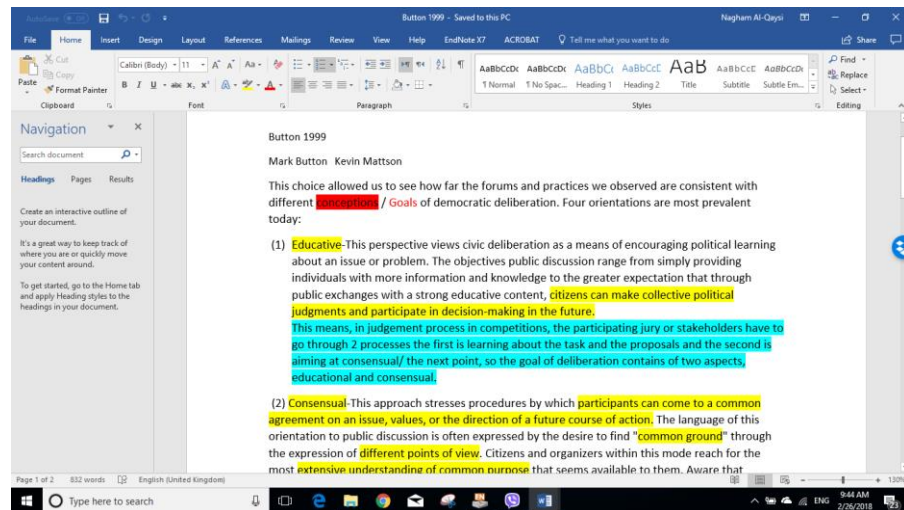 AutoSave Off
Button 1999 - Saved to this PC
Nagham Al-Qaysi
File Home Insert Design Layout References Mailings Review View Help EndNote X7 ACROBAT Tell me what you want to do Share
Cut
Copy
Paste
Format Painter
Calibri (Body) 11
AaBbCcDc AaBbCcDc AaBbCc AaBbCcC AaB AaBbCcC AaBbCcDc
¶ Normal ¶ No Spac... Heading 1 Heading 2 Title Subtitle Subtle Em...
Find
Replace
Select
Clipboard Font Paragraph Styles Editing
Navigation
Search document
Headings Pages Results
Create an interactive outline of
your document.
It's a great way to keep track of
where you are or quickly move
your content around.
To get started, go to the Home tab
and apply Heading styles to the
headings in your document.
Button 1999
Mark Button Kevin Mattson
This choice allowed us to see how far the forums and practices we observed are consistent with
different conceptions / Goals of democratic deliberation. Four orientations are most prevalent
today:
(1) Educative-This perspective views civic deliberation as a means of encouraging political learning
about an issue or problem. The objectives public discussion range from simply providing
individuals with more information and knowledge to the greater expectation that through
public exchanges with a strong educative content, citizens can make collective political
judgments and participate in decision-making in the future.
This means, in judgement process in competitions, the participating jury or stakeholders have to
go through 2 processes the first is learning about the task and the proposals and the second is
aiming at consensual/ the next point, so the goal of deliberation contains of two aspects,
educational and consensual.
(2) Consensual-This approach stresses procedures by which participants can come to a common
agreement on an issue, values, or the direction of a future course of action. The language of this
orientation to public discussion is often expressed by the desire to find "common ground" through
the expression of different points of view. Citizens and organizers within this mode reach for the
most extensive understanding of common purpose that seems available to them. Aware that
Page 1 of 2 832 words English (United Kingdom) 130%
Type here to search
ENG
9:44 AM
2/26/2018
23